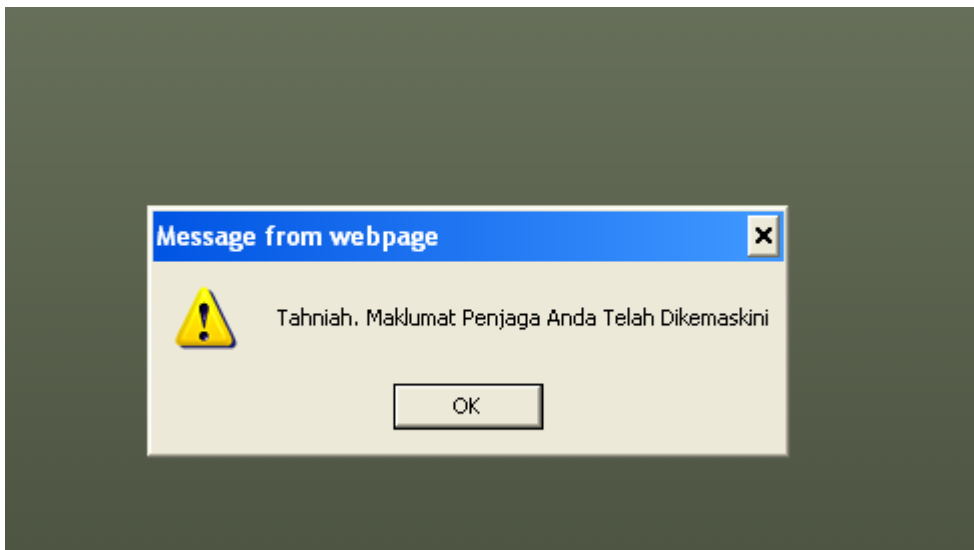 Message from webpage
Tahniah. Maklumat Penjaga Anda Telah Dikemaskini
OK